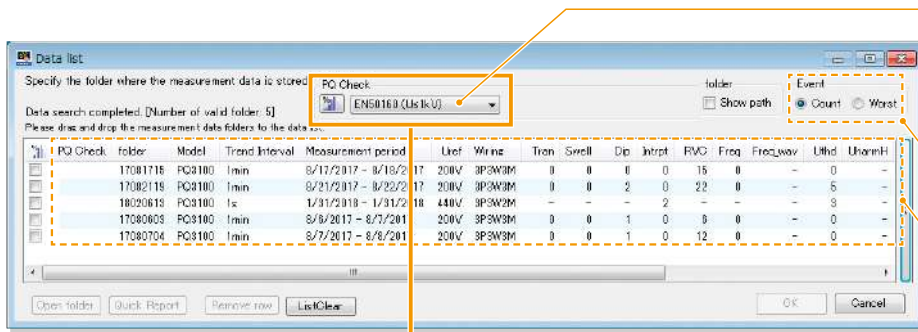 Data list
Specify the folder where the measurement data is stored
PQ Check
EN50160 (U≤1kV)
folder
Show path
Event
Count Worst
Data search completed. [Number of valid folder: 5]
Please drag and drop the measurement data folders to the data list.
PQ Check folder Model Trend Interval Measurement period Uref Wiring Tran Swell Dip Intrpt RVC Freq Freq_wav Uthd UharmH
17081715 PQ3100 1min 8/17/2017 - 8/18/2017 200V 3P3W3M 0 0 0 0 15 0 - 0 -
17082119 PQ3100 1min 8/21/2017 - 8/22/2017 200V 3P3W3M 0 0 2 0 22 0 - 5 -
18020613 PQ3100 1s 1/31/2018 - 1/31/2018 440V 3P3W2M - - - 2 - - - 3 -
17080603 PQ3100 1min 8/6/2017 - 8/7/201 200V 3P3W3M 0 0 1 0 6 0 - 0 -
17080704 PQ3100 1min 8/7/2017 - 8/8/201 200V 3P3W3M 0 0 1 0 12 0 - 0 -
Open folder Quick Report Remove row ListClear OK Cancel